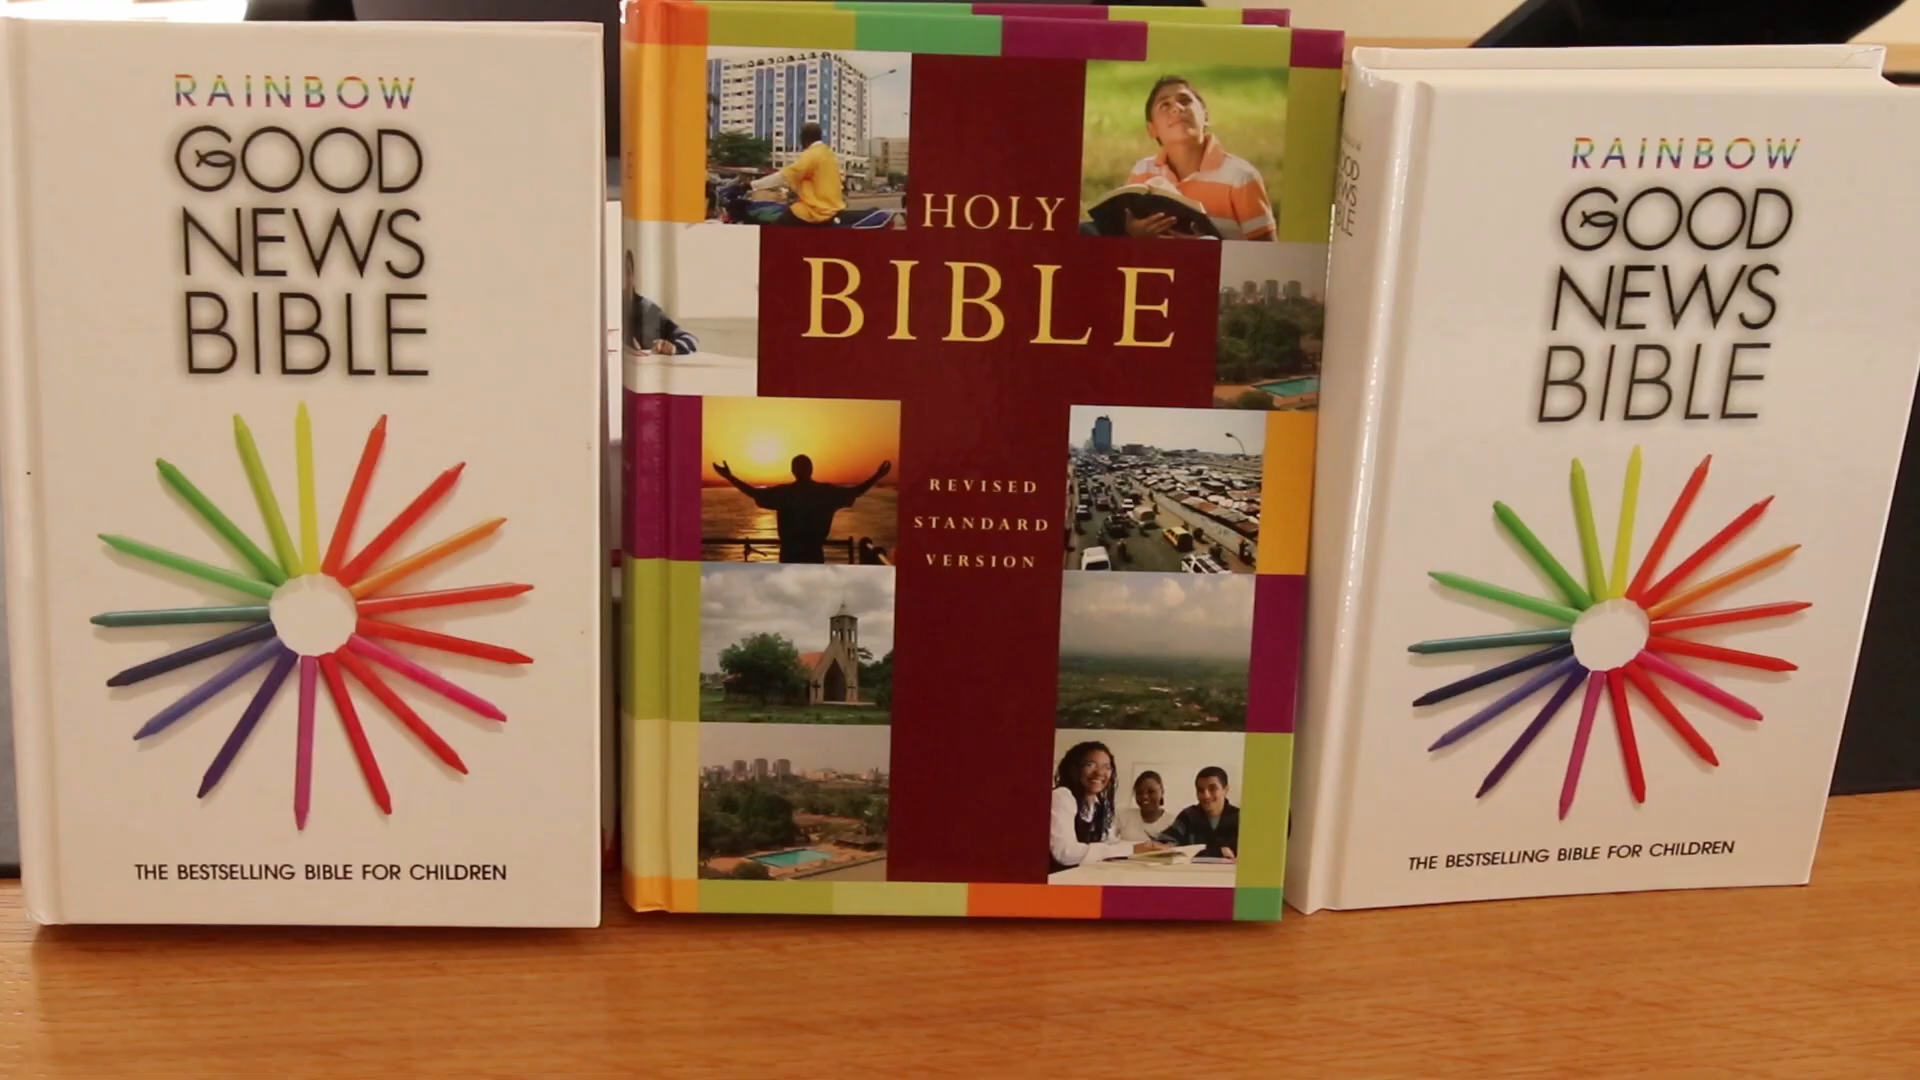 RAINBOW
GOOD
NEWS
BIBLE
THE BESTSELLING BIBLE FOR CHILDREN
HOLY
BIBLE
REVISED
STANDARD
VERSION
RAINBOW
GOOD
NEWS
BIBLE
THE BESTSELLING BIBLE FOR CHILDREN